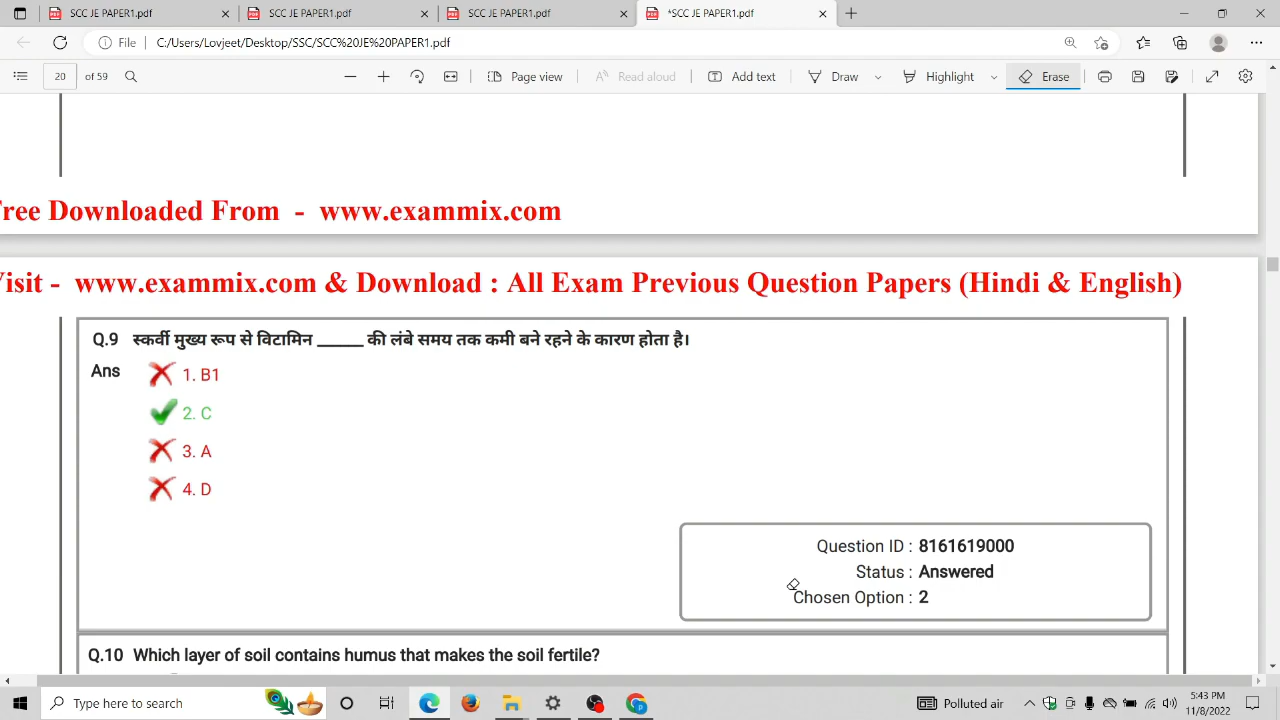 SCC JE PAPER1.pdf
SCC JE PAPER1.pdf
SCC JE PAPER1.pdf
*SCC JE PAPER1.pdf
File
C:/Users/Lovjeet/Desktop/SSC/SCC%20JE%20PAPER1.pdf
20 of 59
Page view
Read aloud
Add text
Draw
Highlight
Erase
ree Downloaded From - www.exammix.com
isit - www.exammix.com & Download : All Exam Previous Question Papers (Hindi & English)
Q.9 स्कर्वी मुख्य रूप से विटामिन ______ की लंबे समय तक कमी बने रहने के कारण होता है।
Ans
1. B1
2. C
3. A
4. D
Question ID : 8161619000
Status : Answered
Chosen Option : 2
Q.10 Which layer of soil contains humus that makes the soil fertile?
Type here to search
Polluted air
5:43 PM
11/8/2022